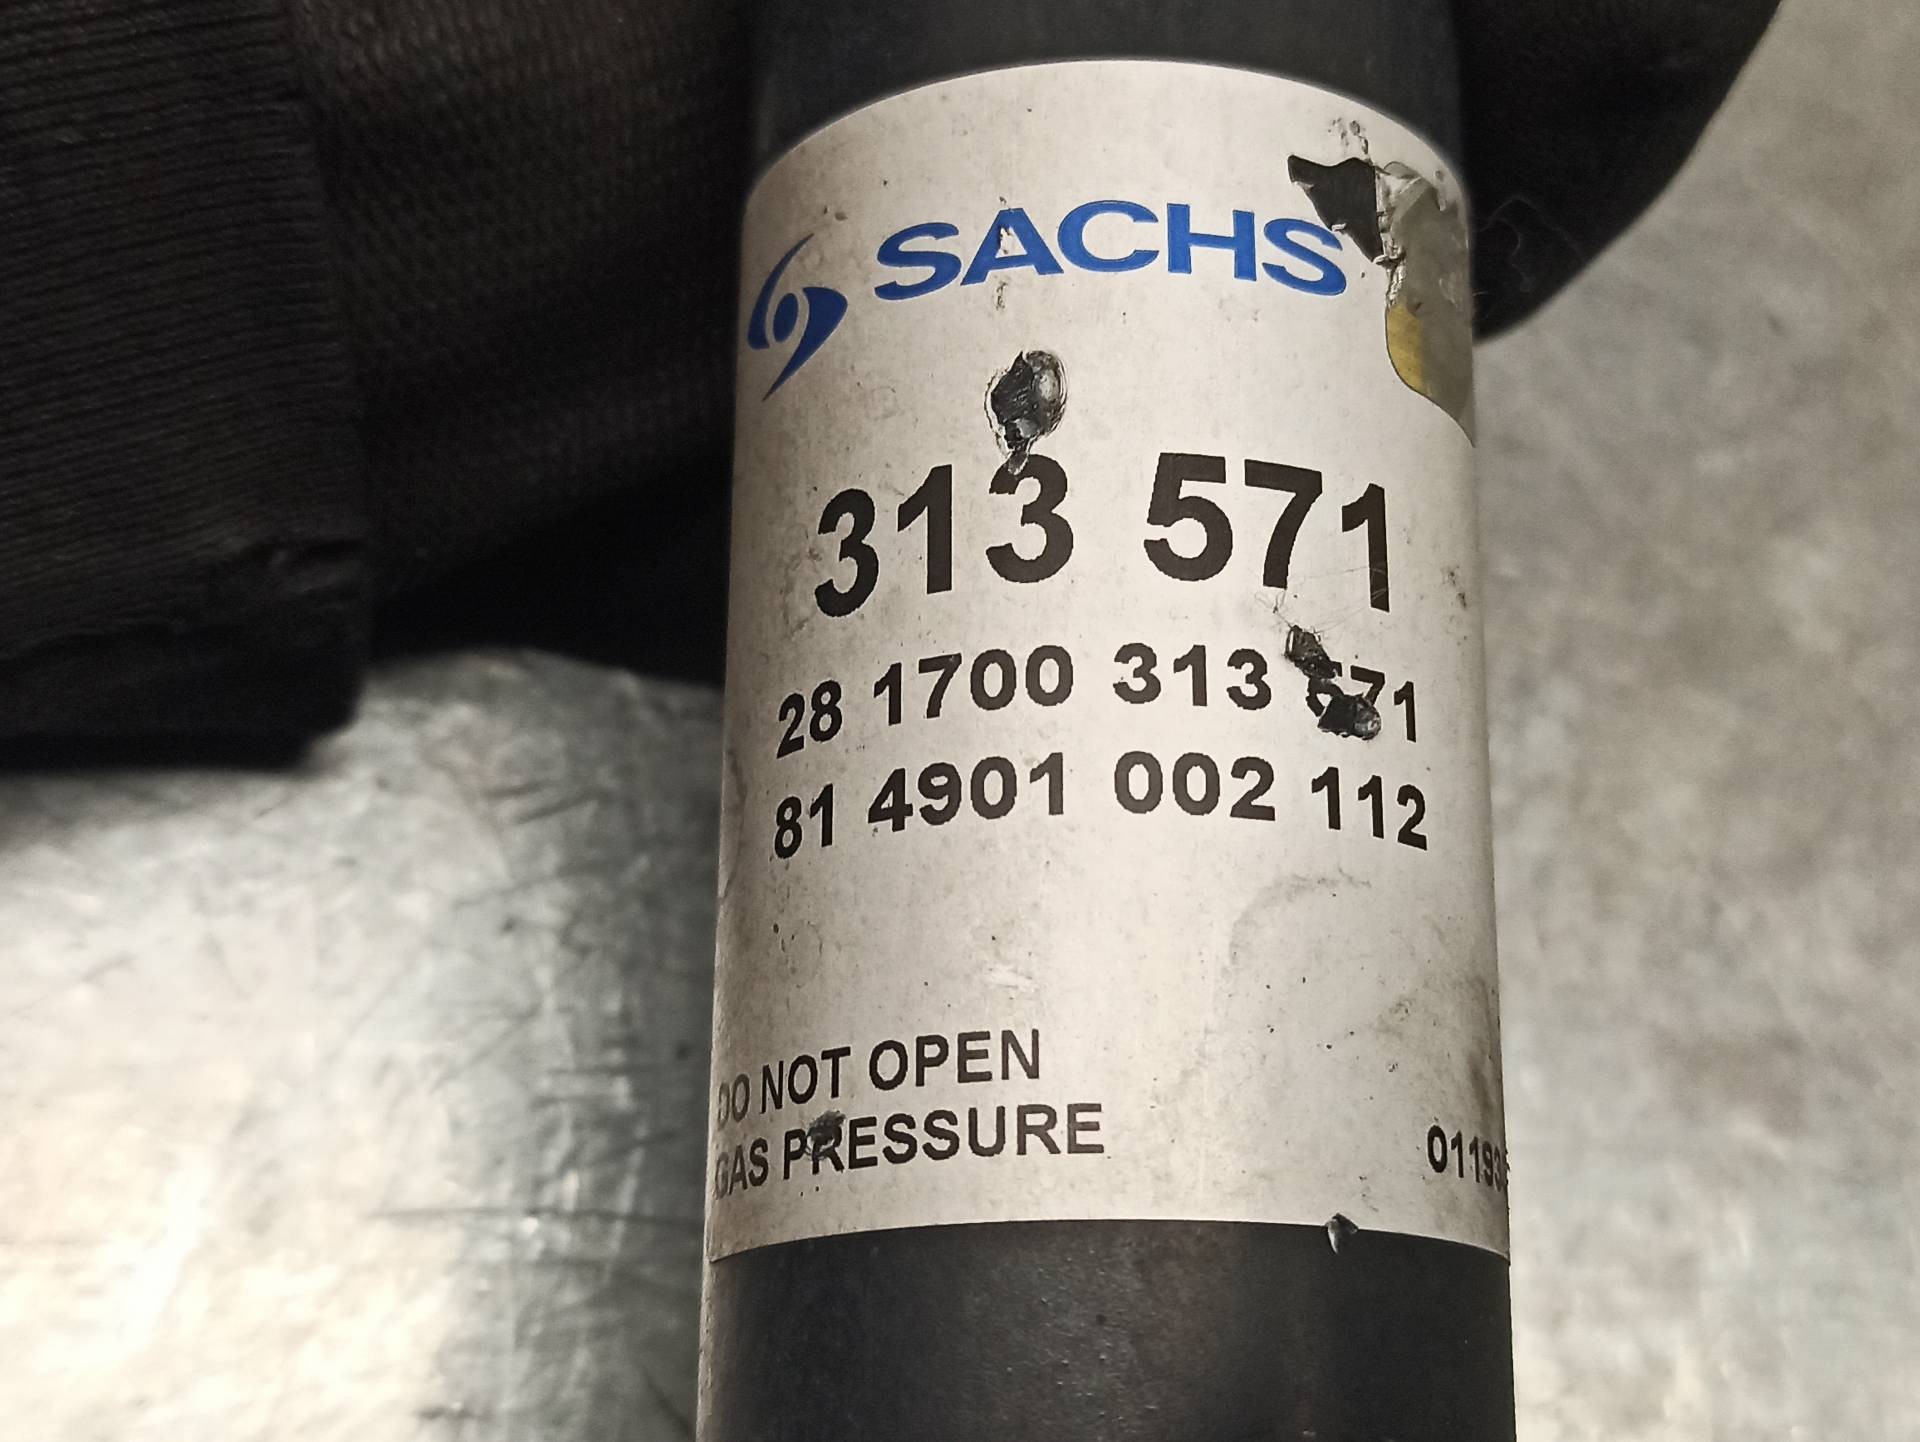 SACHS
313 571
28 1700 313 571
81 4901 002 112
DO NOT OPEN
GAS PRESSURE